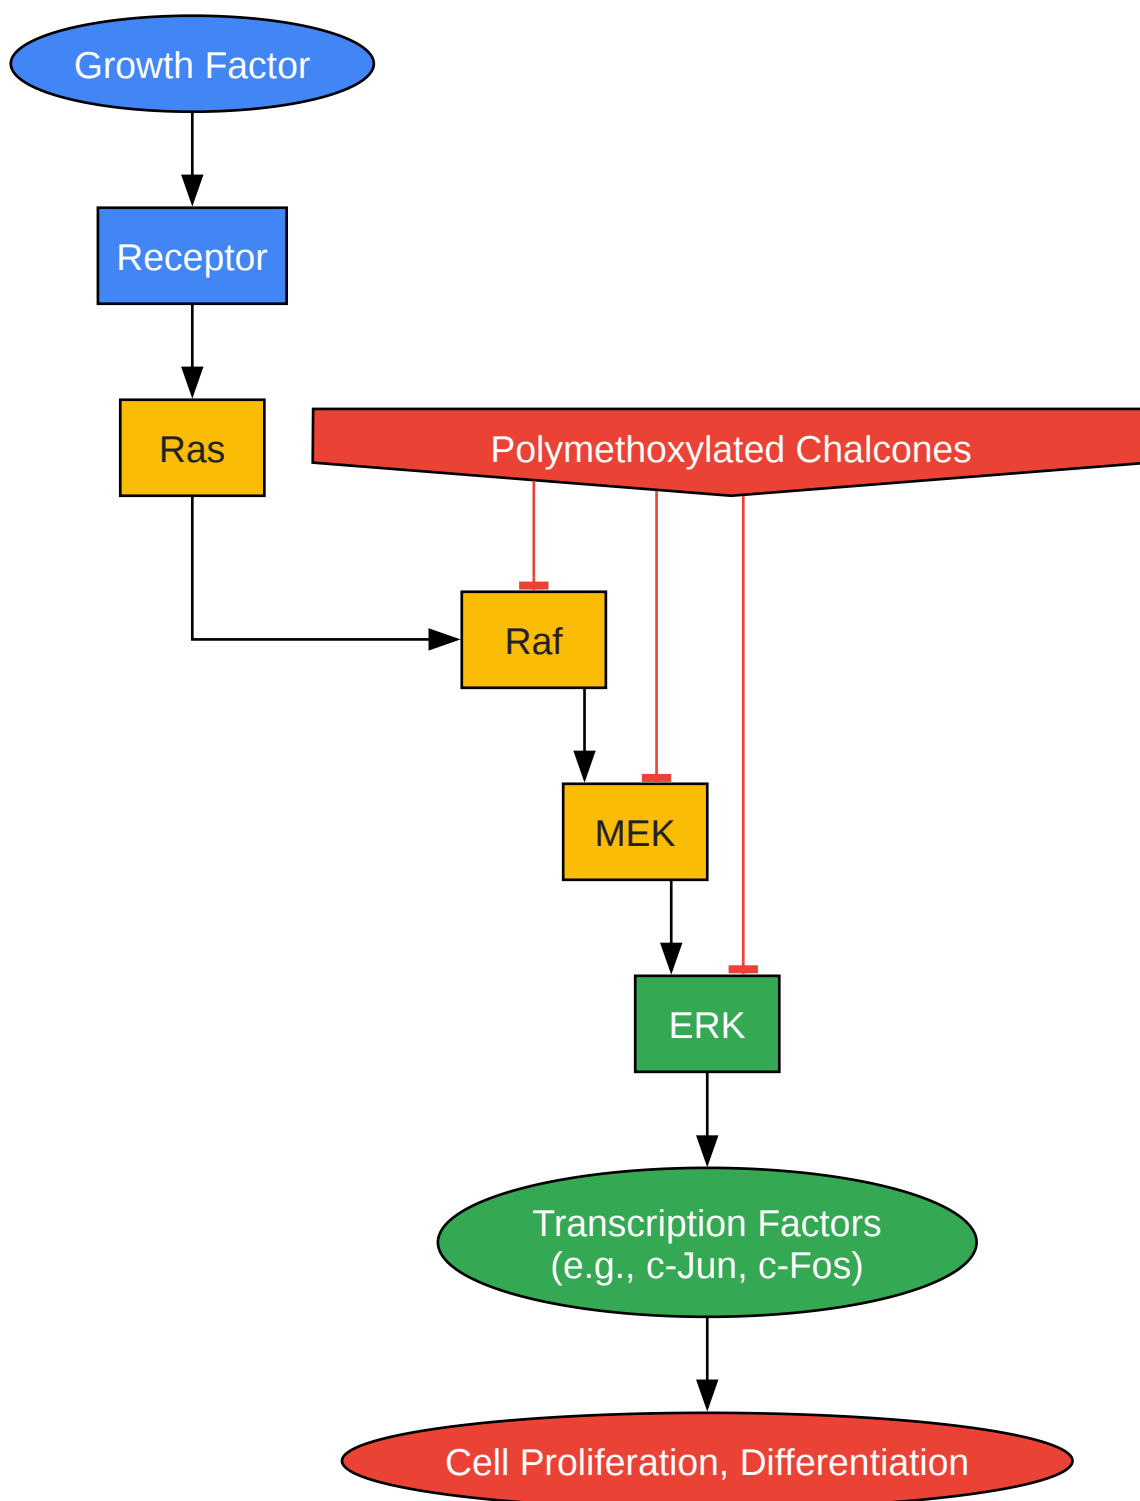 Growth Factor
Receptor
Ras
Polymethoxylated Chalcones
Raf
MEK
ERK
Transcription Factors
(e.g., c-Jun, c-Fos)
Cell Proliferation, Differentiation